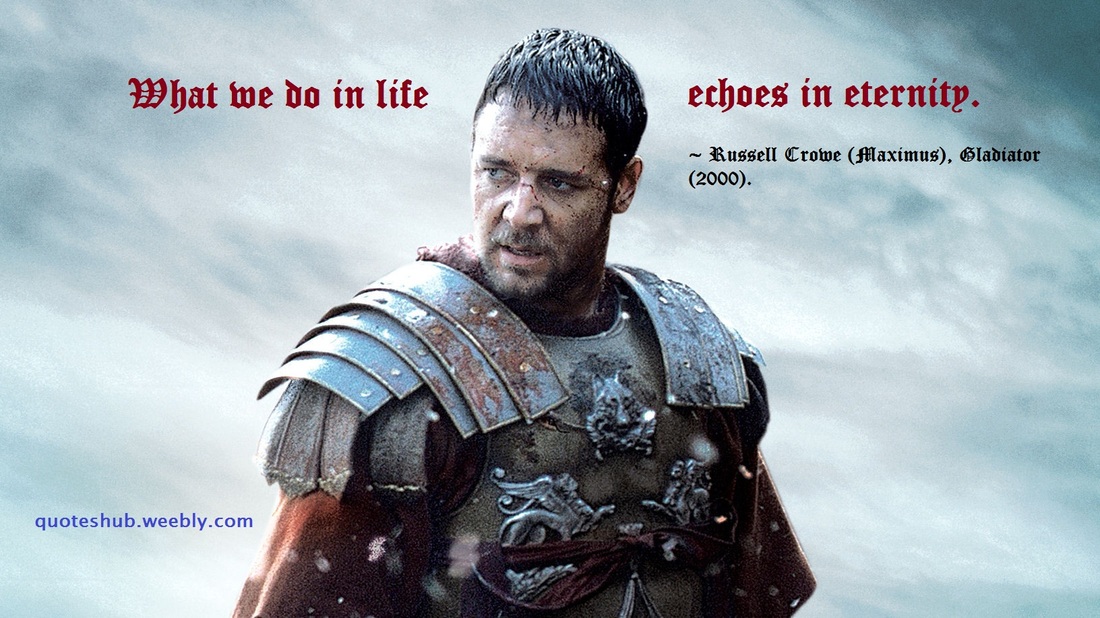 What we do in life
echoes in eternity.
~ Russell Crowe (Maximus), Gladiator
(2000).
quoteshub.weebly.com